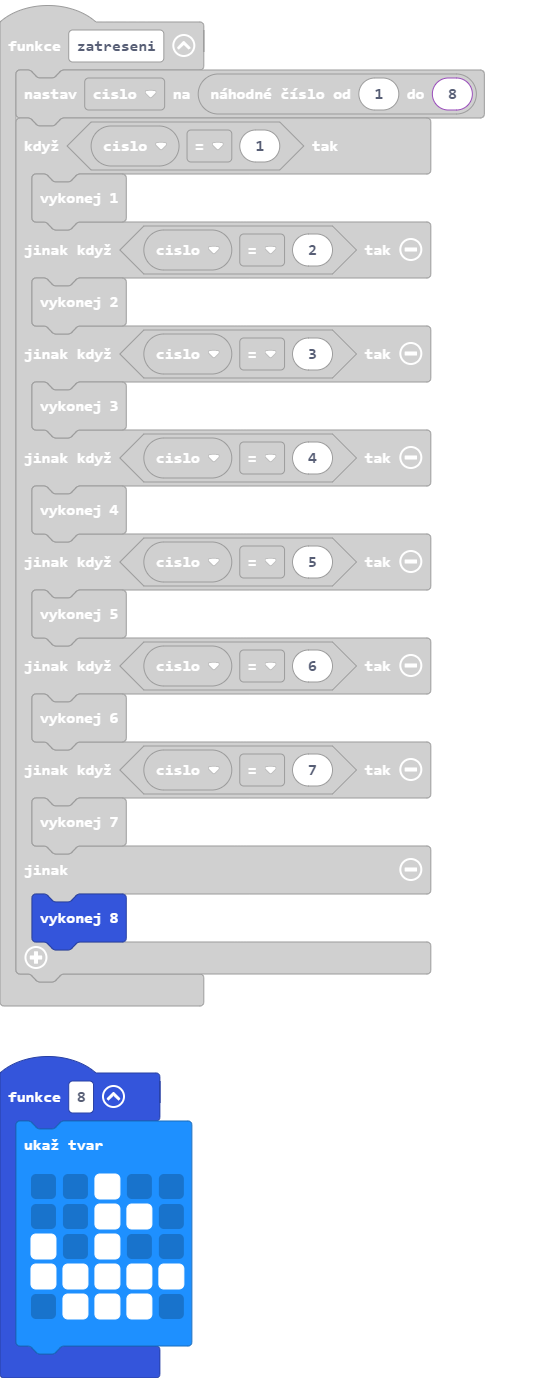 funkce zatreseni
nastav cislo na náhodné číslo od 1 do 8
když cislo = 1 tak
vykonej 1
jinak když cislo = 2 tak
vykonej 2
jinak když cislo = 3 tak
vykonej 3
jinak když cislo = 4 tak
vykonej 4
jinak když cislo = 5 tak
vykonej 5
jinak když cislo = 6 tak
vykonej 6
jinak když cislo = 7 tak
vykonej 7
jinak
vykonej 8
funkce 8
ukaž tvar